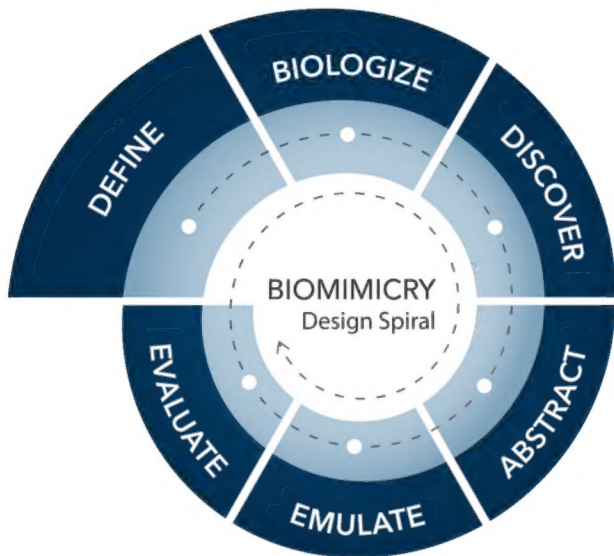 DEFINE
BIOLOGIZE
DISCOVER
ABSTRACT
EMULATE
EVALUATE
BIOMIMICRY
Design Spiral